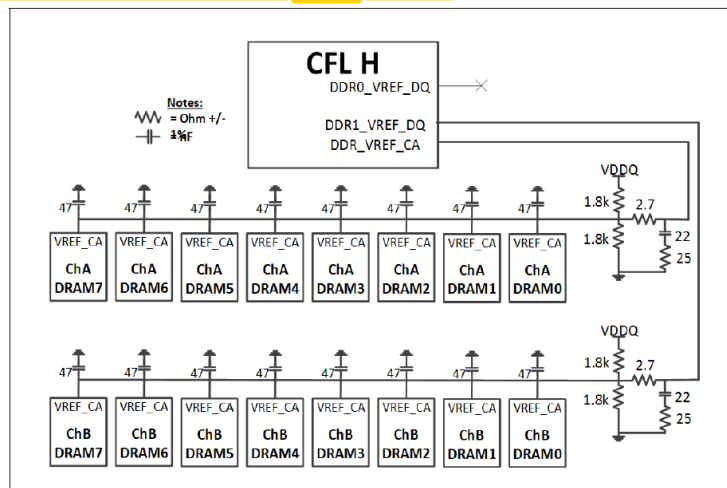 CFL H
DDR0_VREF_DQ
DDR1_VREF_DQ
DDR_VREF_CA
Notes:
= Ohm +/-
1%
VDDQ
1.8k
2.7
1.8k
22
25
47 47 47 47 47 47 47 47
VREF_CA VREF_CA VREF_CA VREF_CA VREF_CA VREF_CA VREF_CA VREF_CA
ChA ChA ChA ChA ChA ChA ChA ChA
DRAM7 DRAM6 DRAM5 DRAM4 DRAM3 DRAM2 DRAM1 DRAM0
VDDQ
1.8k
2.7
1.8k
22
25
47 47 47 47 47 47 47 47
VREF_CA VREF_CA VREF_CA VREF_CA VREF_CA VREF_CA VREF_CA VREF_CA
ChB ChB ChB ChB ChB ChB ChB ChB
DRAM7 DRAM6 DRAM5 DRAM4 DRAM3 DRAM2 DRAM1 DRAM0